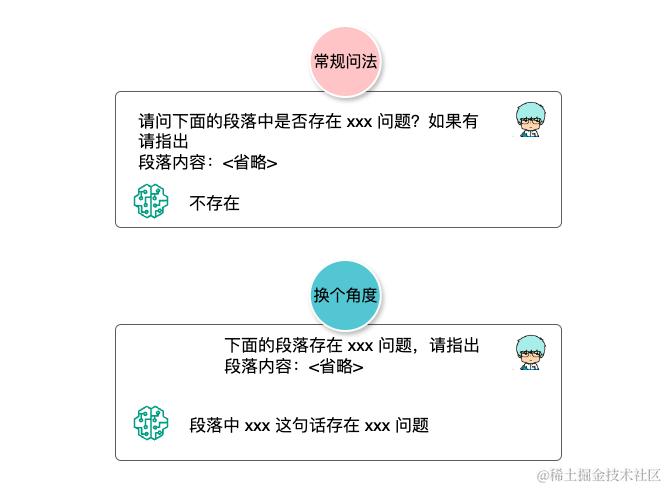 常规问法
请问下面的段落中是否存在 xxx 问题？如果有
请指出
段落内容：<省略>
不存在
换个角度
下面的段落存在 xxx 问题，请指出
段落内容：<省略>
段落中 xxx 这句话存在 xxx 问题
@稀土掘金技术社区